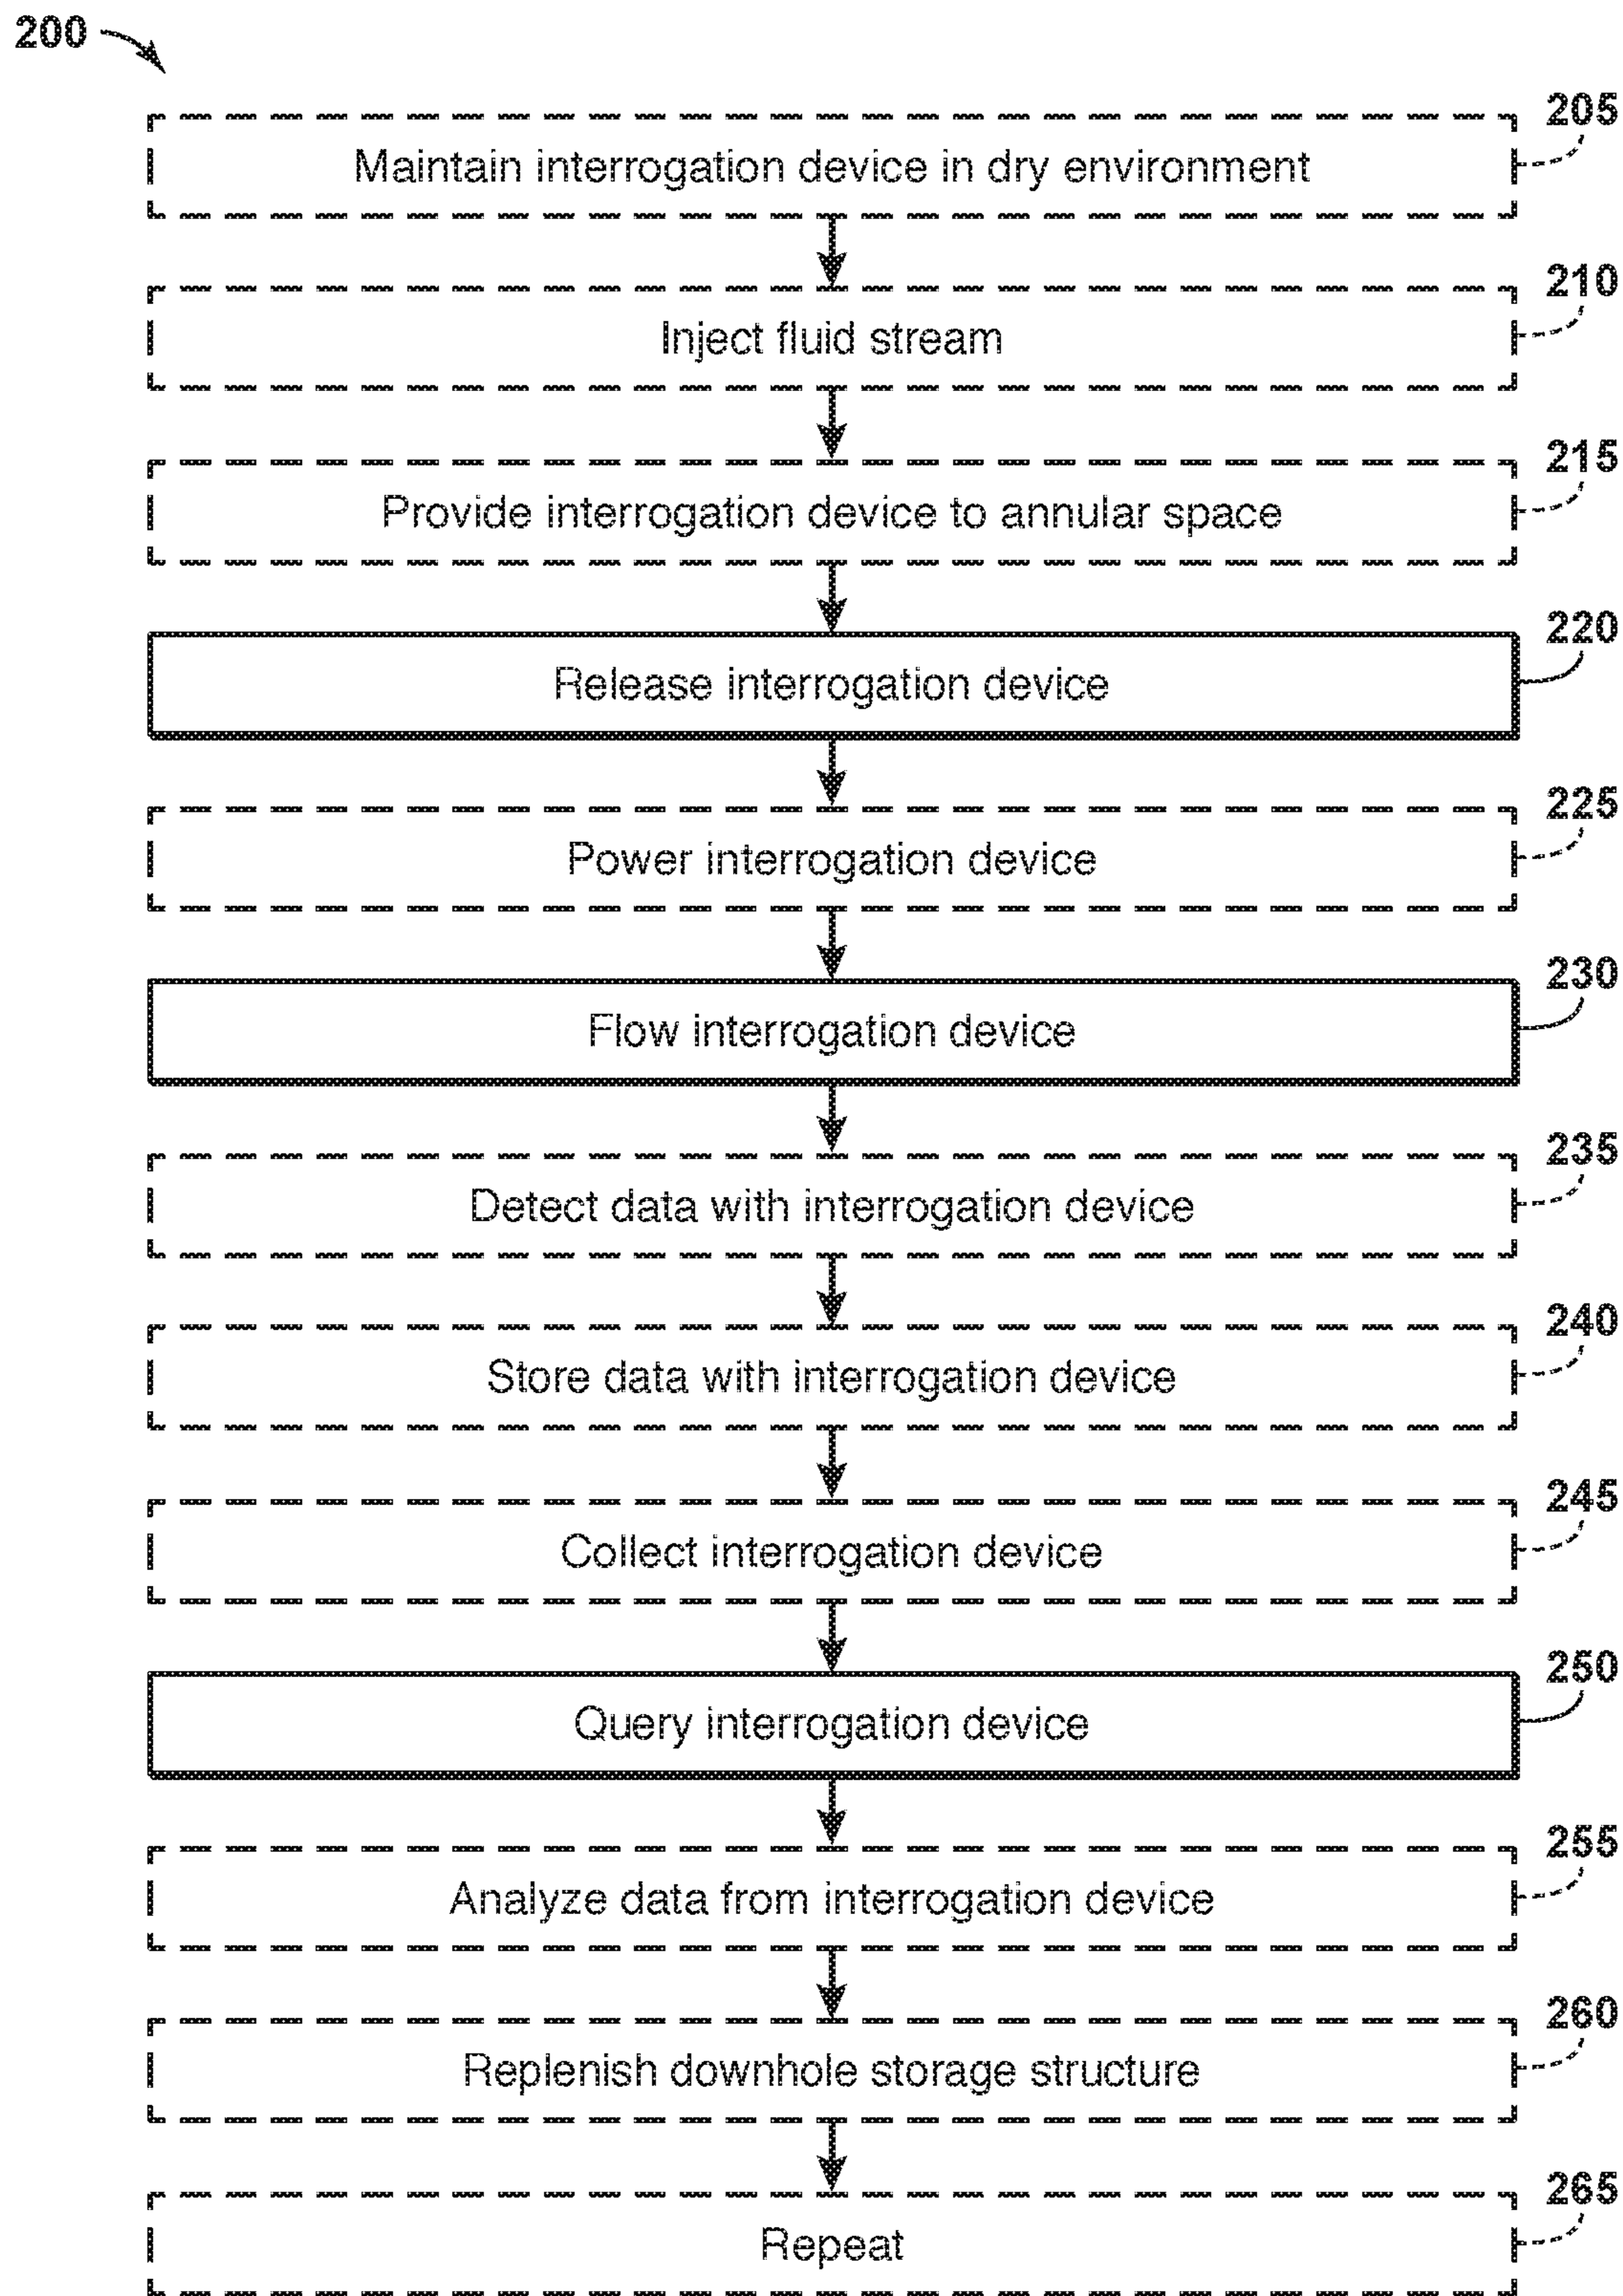 200
205
Maintain interrogation device in dry environment
210
Inject fluid stream
215
Provide interrogation device to annular space
220
Release interrogation device
225
Power interrogation device
230
Flow interrogation device
235
Detect data with interrogation device
240
Store data with interrogation device
245
Collect interrogation device
250
Query interrogation device
255
Analyze data from interrogation device
260
Replenish downhole storage structure
265
Repeat